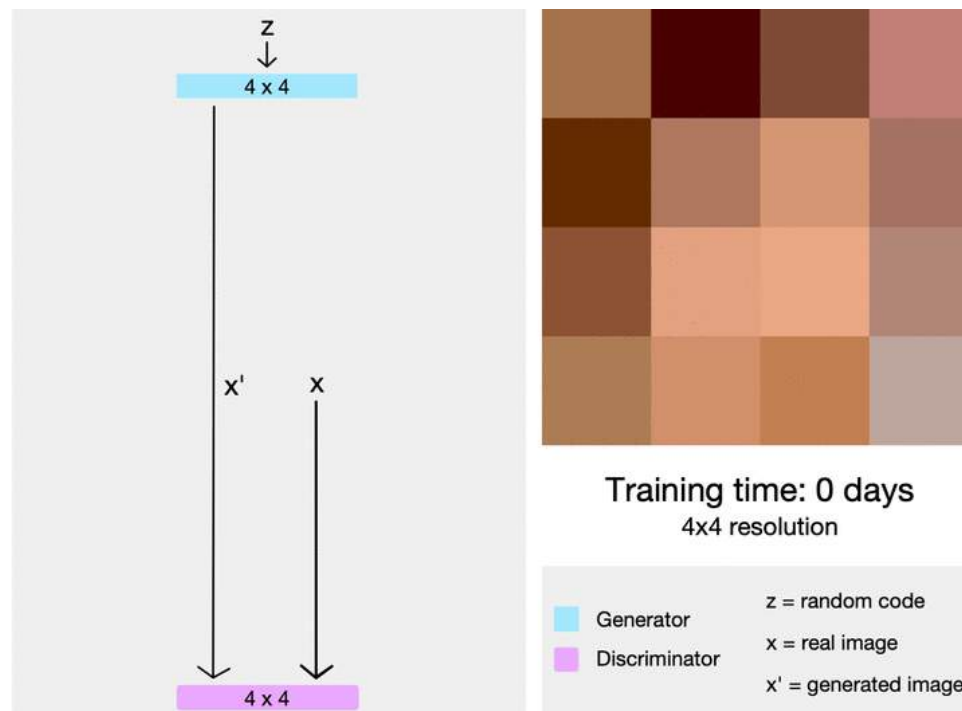 z
4 x 4
x'
x
4 x 4
Training time: 0 days
4x4 resolution
Generator
Discriminator
z = random code
x = real image
x' = generated image